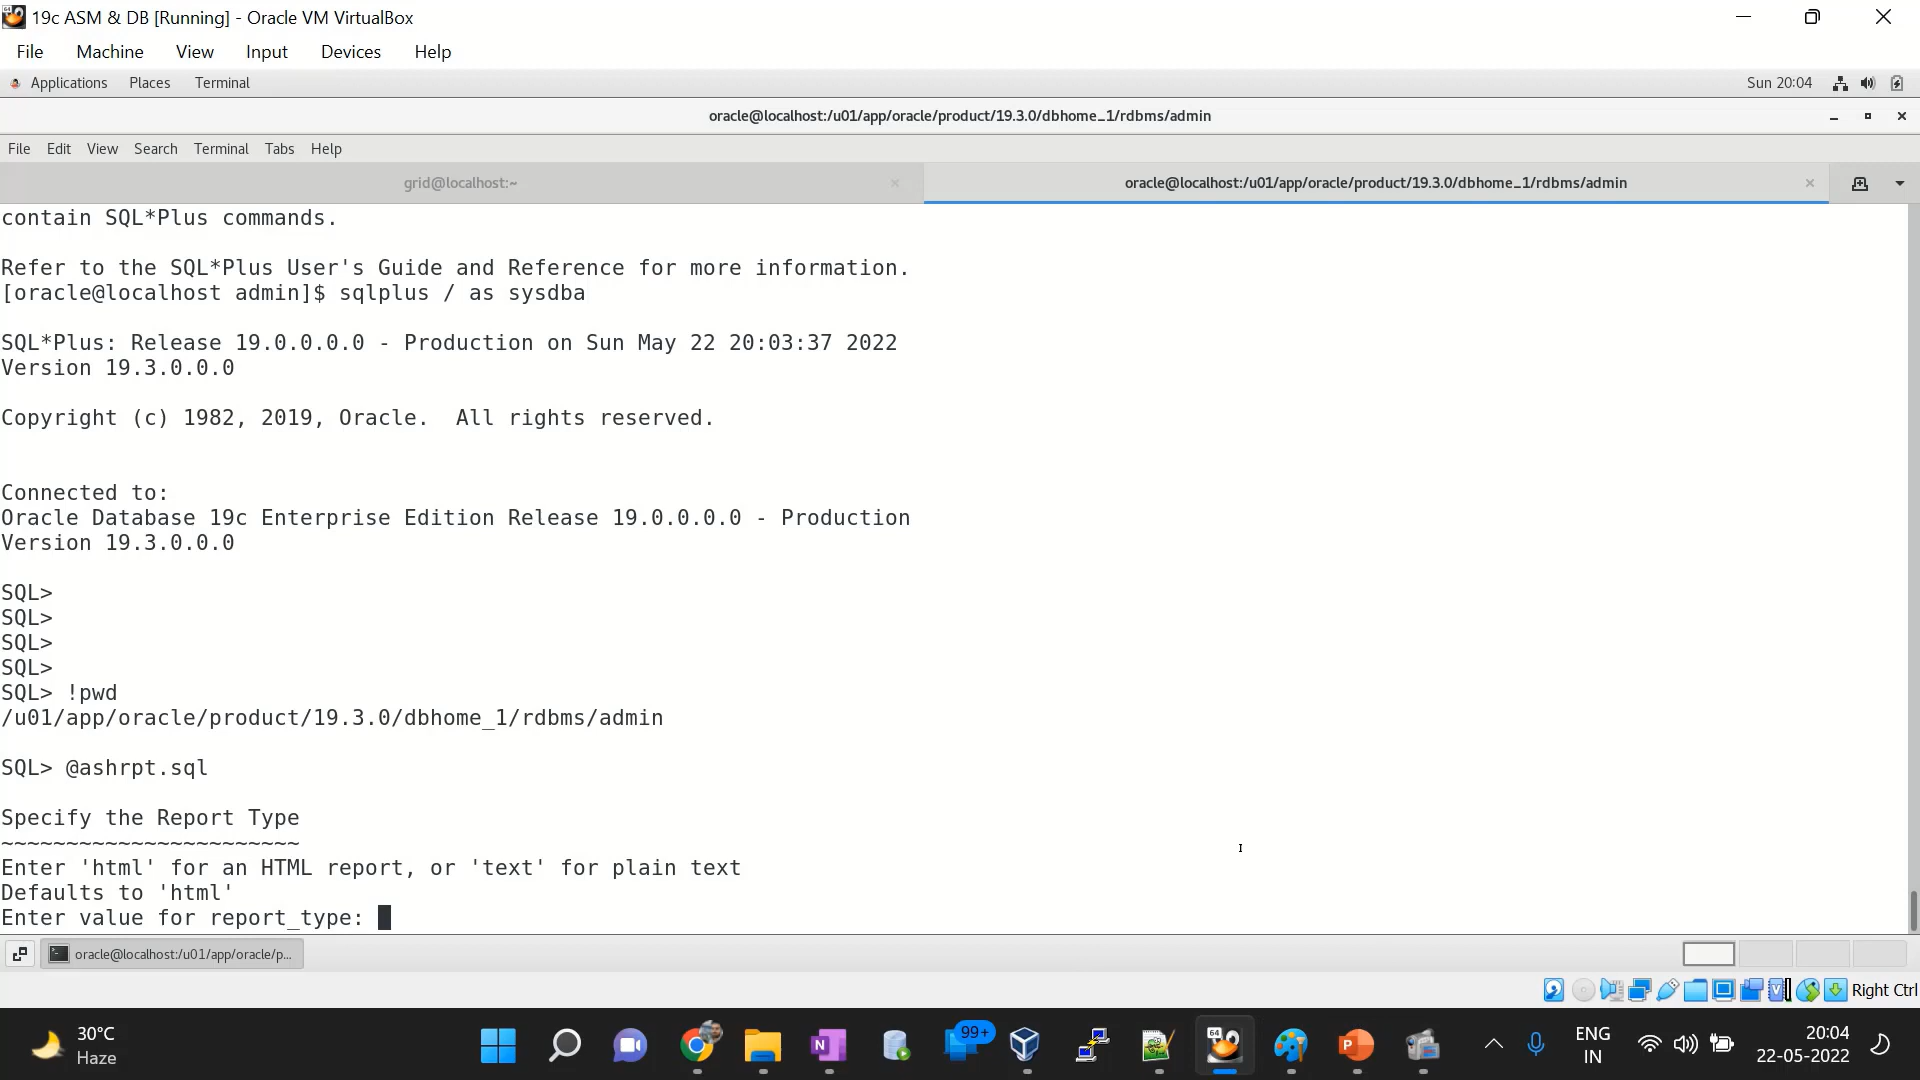 19c ASM & DB [Running] - Oracle VM VirtualBox
File Machine View Input Devices Help
Applications Places Terminal Sun 20:04
oracle@localhost:/u01/app/oracle/product/19.3.0/dbhome_1/rdbms/admin
File Edit View Search Terminal Tabs Help
grid@localhost:~ oracle@localhost:/u01/app/oracle/product/19.3.0/dbhome_1/rdbms/admin
contain SQL*Plus commands.
Refer to the SQL*Plus User's Guide and Reference for more information.
[oracle@localhost admin]$ sqlplus / as sysdba
SQL*Plus: Release 19.0.0.0.0 - Production on Sun May 22 20:03:37 2022
Version 19.3.0.0.0
Copyright (c) 1982, 2019, Oracle.  All rights reserved.
Connected to:
Oracle Database 19c Enterprise Edition Release 19.0.0.0.0 - Production
Version 19.3.0.0.0
SQL>
SQL>
SQL>
SQL>
SQL> !pwd
/u01/app/oracle/product/19.3.0/dbhome_1/rdbms/admin
SQL> @ashrpt.sql
Specify the Report Type
~~~~~~~~~~~~~~~~~~~~~~~
Enter 'html' for an HTML report, or 'text' for plain text
Defaults to 'html'
Enter value for report_type:
oracle@localhost:/u01/app/oracle/p...
Right Ctrl
30°C
Haze
99+
64
ENG
IN
20:04
22-05-2022